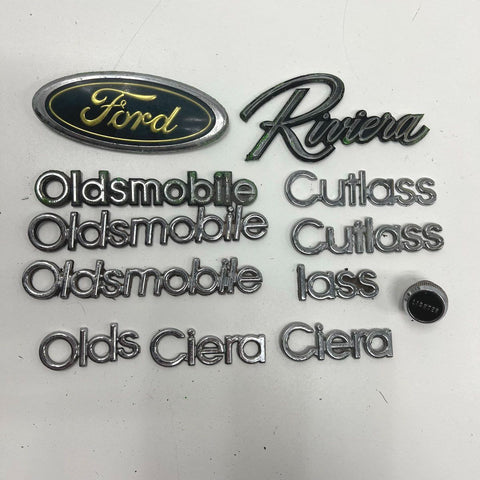 Ford
Riviera
Oldsmobile
Cutlass
Oldsmobile
Cutlass
Oldsmobile
lass
Olds
Ciera
Ciera